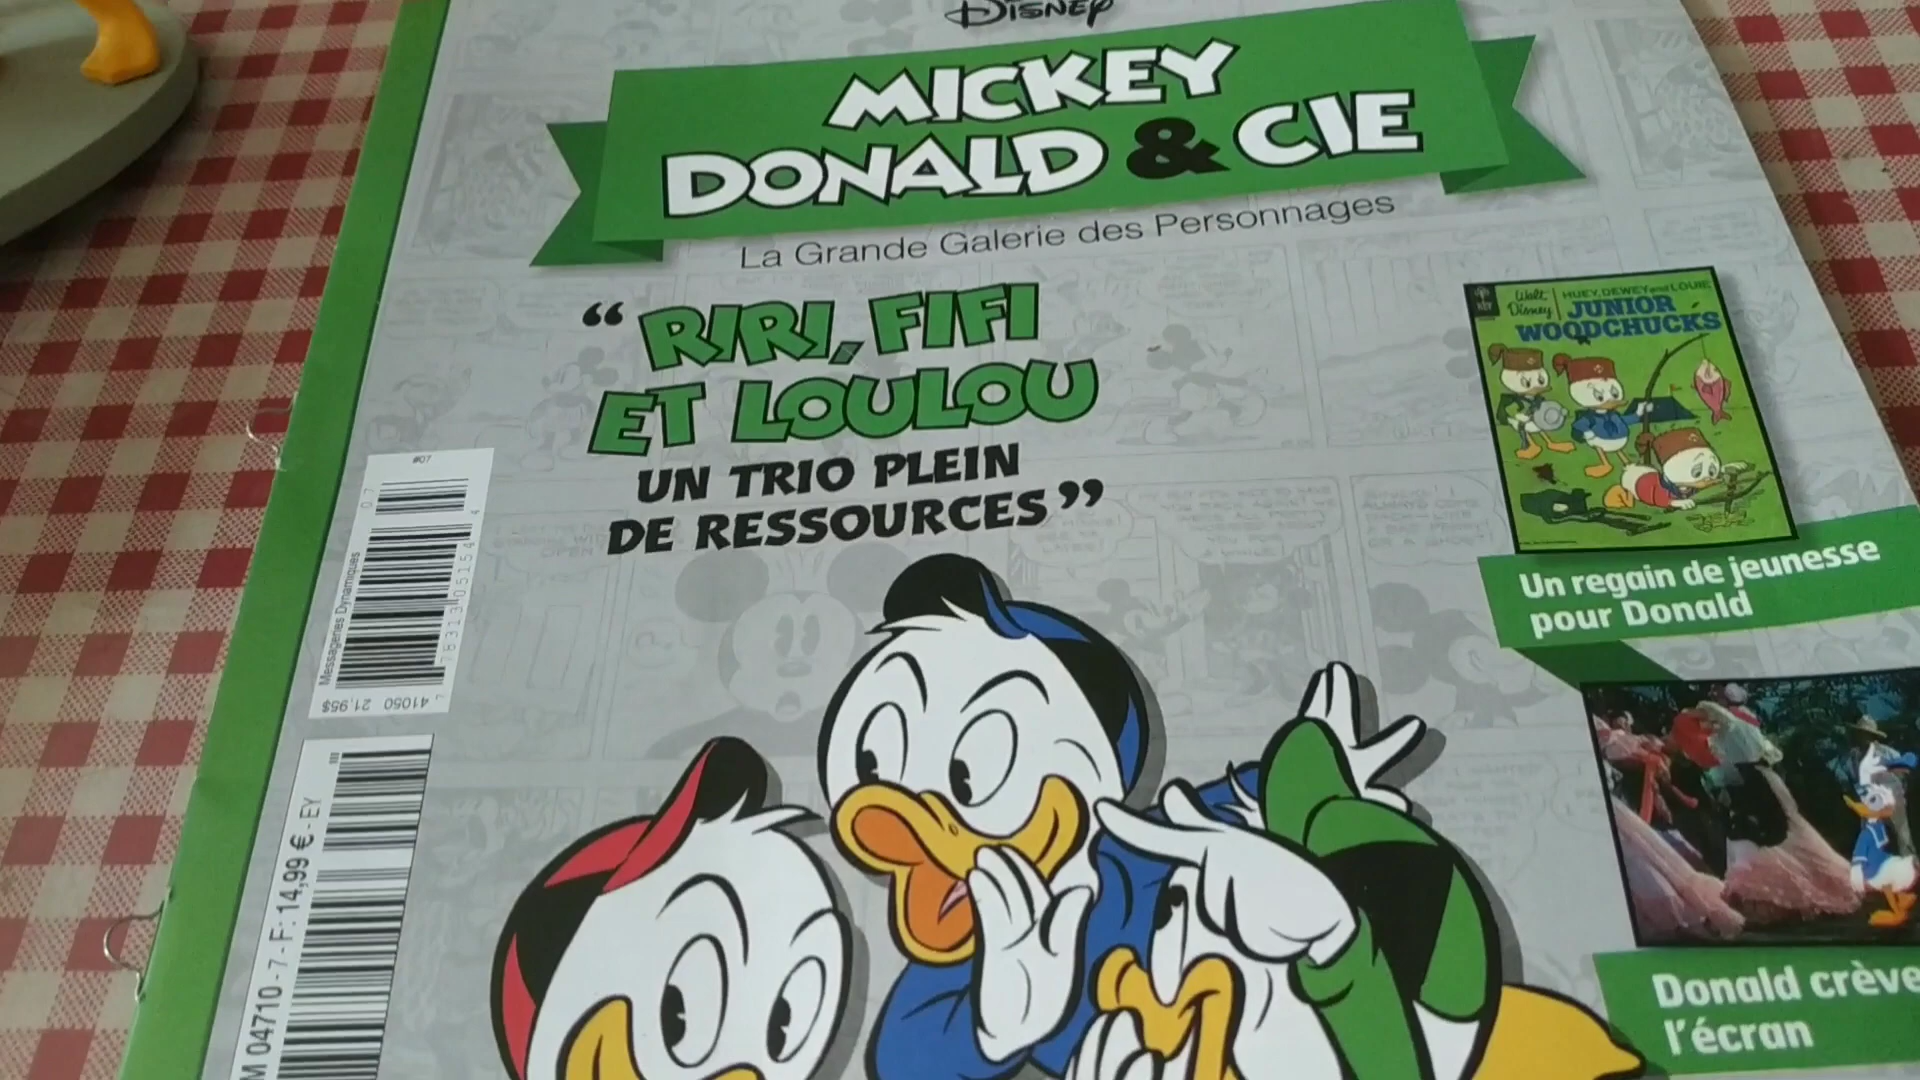 DISNEY
MICKEY
DONALD & CIE
La Grande Galerie des Personnages
“ RIRI, FIFI
ET LOULOU
UN TRIO PLEIN
DE RESSOURCES ”
Walt
Disney
HUEY, DEWEY and LOUIE
JUNIOR
WOODCHUCKS
Un regain de jeunesse
pour Donald
Donald crève
l'écran
#07
Messageries Dynamiques
07
41050 21.95$
M 04710 - 7 - F: 14,99 € - EY